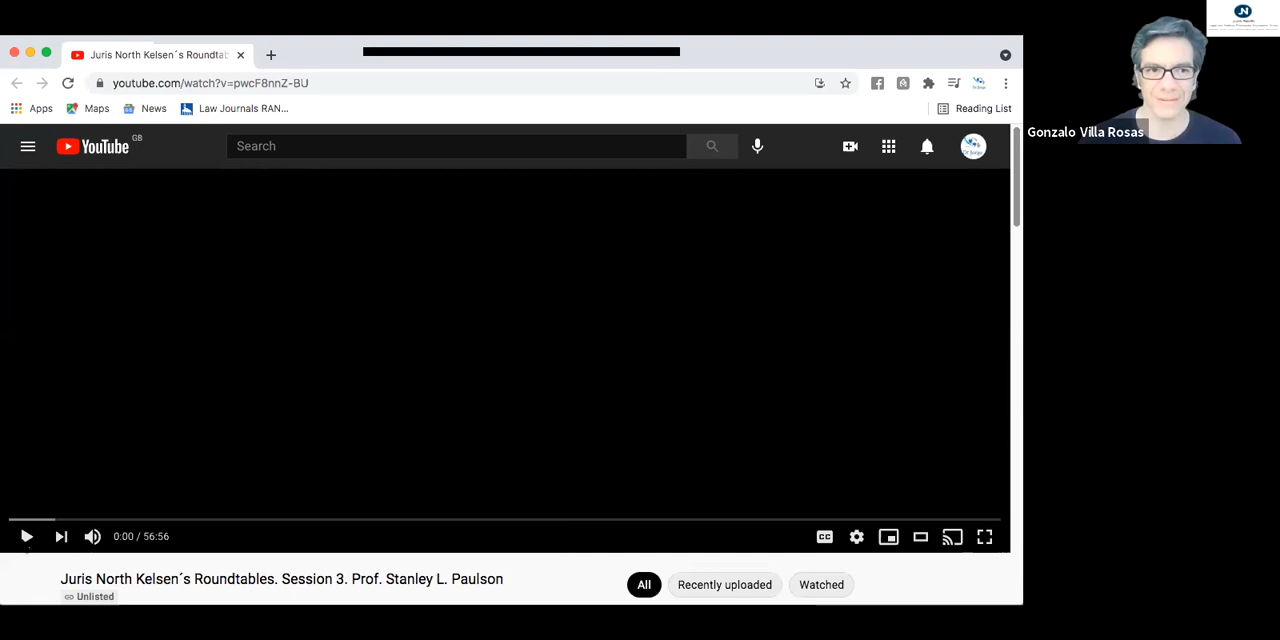 Juris North Kelsen´s Roundtab
youtube.com/watch?v=pwcF8nnZ-BU
Apps Maps News Law Journals RAN... Reading List
YouTube GB
Search
0:00 / 56:56
CC
Juris North Kelsen´s Roundtables. Session 3. Prof. Stanley L. Paulson
Unlisted
All Recently uploaded Watched
Gonzalo Villa Rosas